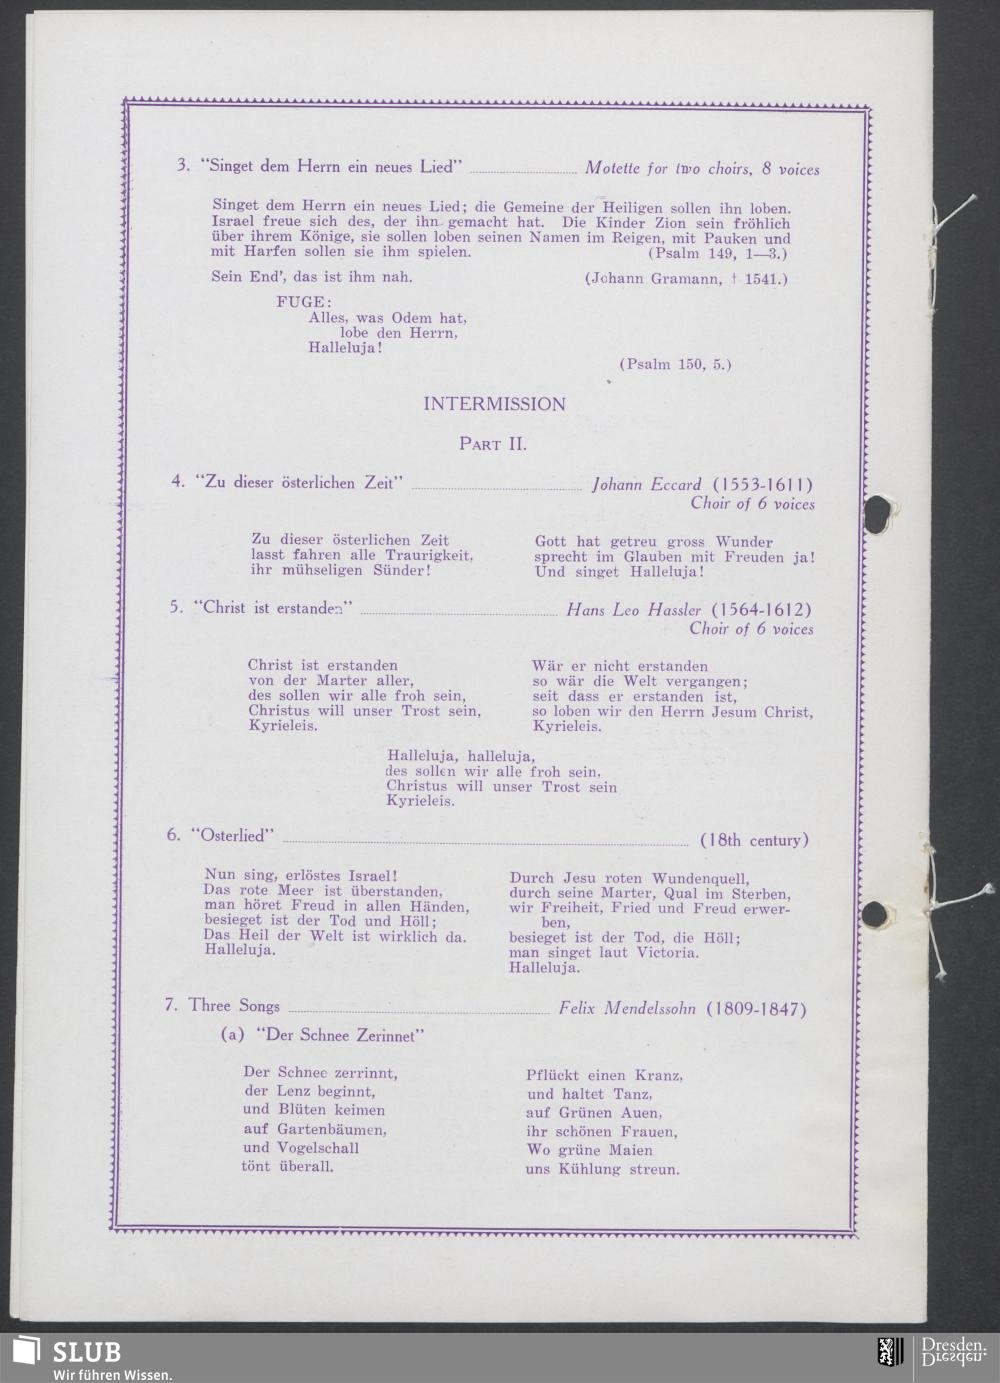 3. “Singet dem Herrn ein neues Lied” ........ Motette for two choirs, 8 voices
Singet dem Herrn ein neues Lied; die Gemeine der Heiligen sollen ihn loben.
Israel freue sich des, der ihn gemacht hat. Die Kinder Zion sein fröhlich
über ihrem Könige, sie sollen loben seinen Namen im Reigen, mit Pauken und
mit Harfen sollen sie ihm spielen. (Psalm 149, 1—3.)
Sein End’, das ist ihm nah. (Johann Gramann, † 1541.)
FUGE:
Alles, was Odem hat,
lobe den Herrn,
Halleluja!
(Psalm 150, 5.)
INTERMISSION
PART II.
4. “Zu dieser österlichen Zeit” ........ Johann Eccard (1553-1611)
Choir of 6 voices
Zu dieser österlichen Zeit
lasst fahren alle Traurigkeit,
ihr mühseligen Sünder!
Gott hat getreu gross Wunder
sprecht im Glauben mit Freuden ja!
Und singet Halleluja!
5. “Christ ist erstanden” ........ Hans Leo Hassler (1564-1612)
Choir of 6 voices
Christ ist erstanden
von der Marter aller,
des sollen wir alle froh sein,
Christus will unser Trost sein,
Kyrieleis.
Wär er nicht erstanden
so wär die Welt vergangen;
seit dass er erstanden ist,
so loben wir den Herrn Jesum Christ,
Kyrieleis.
Halleluja, halleluja,
des sollen wir alle froh sein,
Christus will unser Trost sein
Kyrieleis.
6. “Osterlied” ........ (18th century)
Nun sing, erlöstes Israel!
Das rote Meer ist überstanden,
man höret Freud in allen Händen,
besieget ist der Tod und Höll;
Das Heil der Welt ist wirklich da.
Halleluja.
Durch Jesu roten Wundenquell,
durch seine Marter, Qual im Sterben,
wir Freiheit, Fried und Freud erwer-
ben,
besieget ist der Tod, die Höll;
man singet laut Victoria.
Halleluja.
7. Three Songs ........ Felix Mendelssohn (1809-1847)
(a) “Der Schnee Zerinnet”
Der Schnee zerrinnt,
der Lenz beginnt,
und Blüten keimen
auf Gartenbäumen,
und Vogelschall
tönt überall.
Pflückt einen Kranz,
und haltet Tanz,
auf Grünen Auen,
ihr schönen Frauen,
Wo grüne Maien
uns Kühlung streun.
SLUB
Wir führen Wissen.
Dresden.
Dresden.